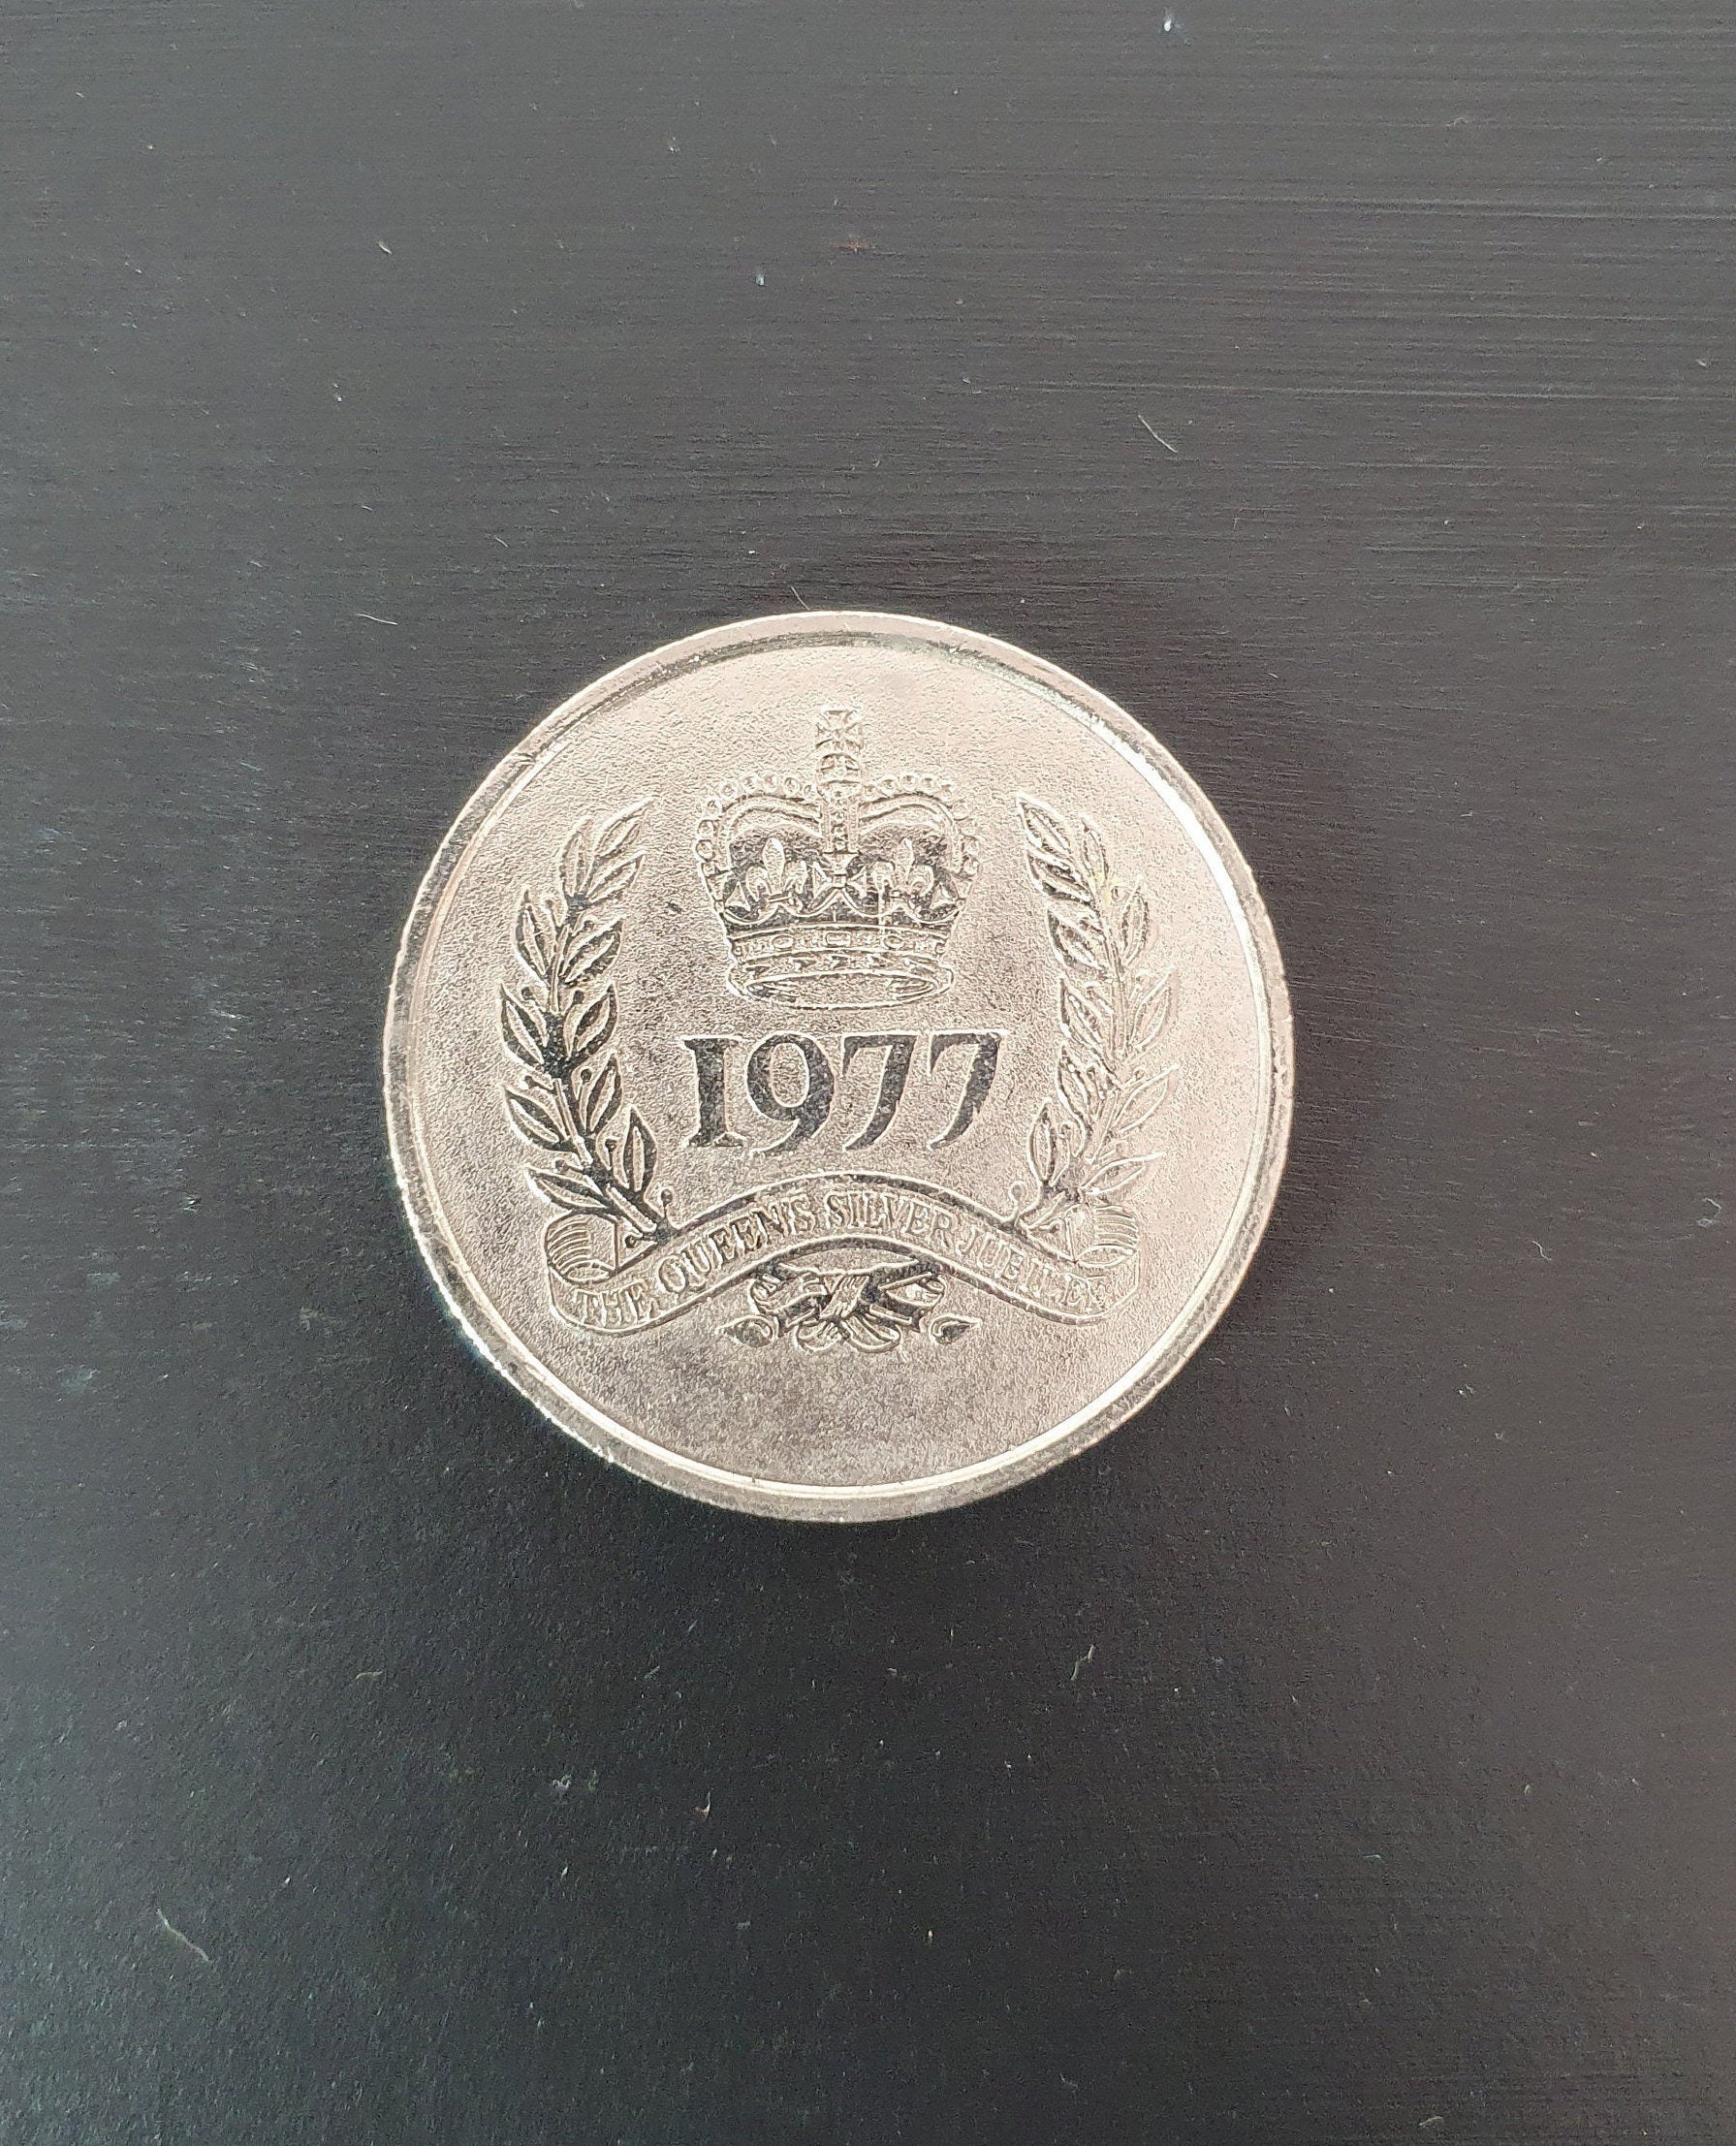 1977
THE QUEEN'S SILVER JUBILEE